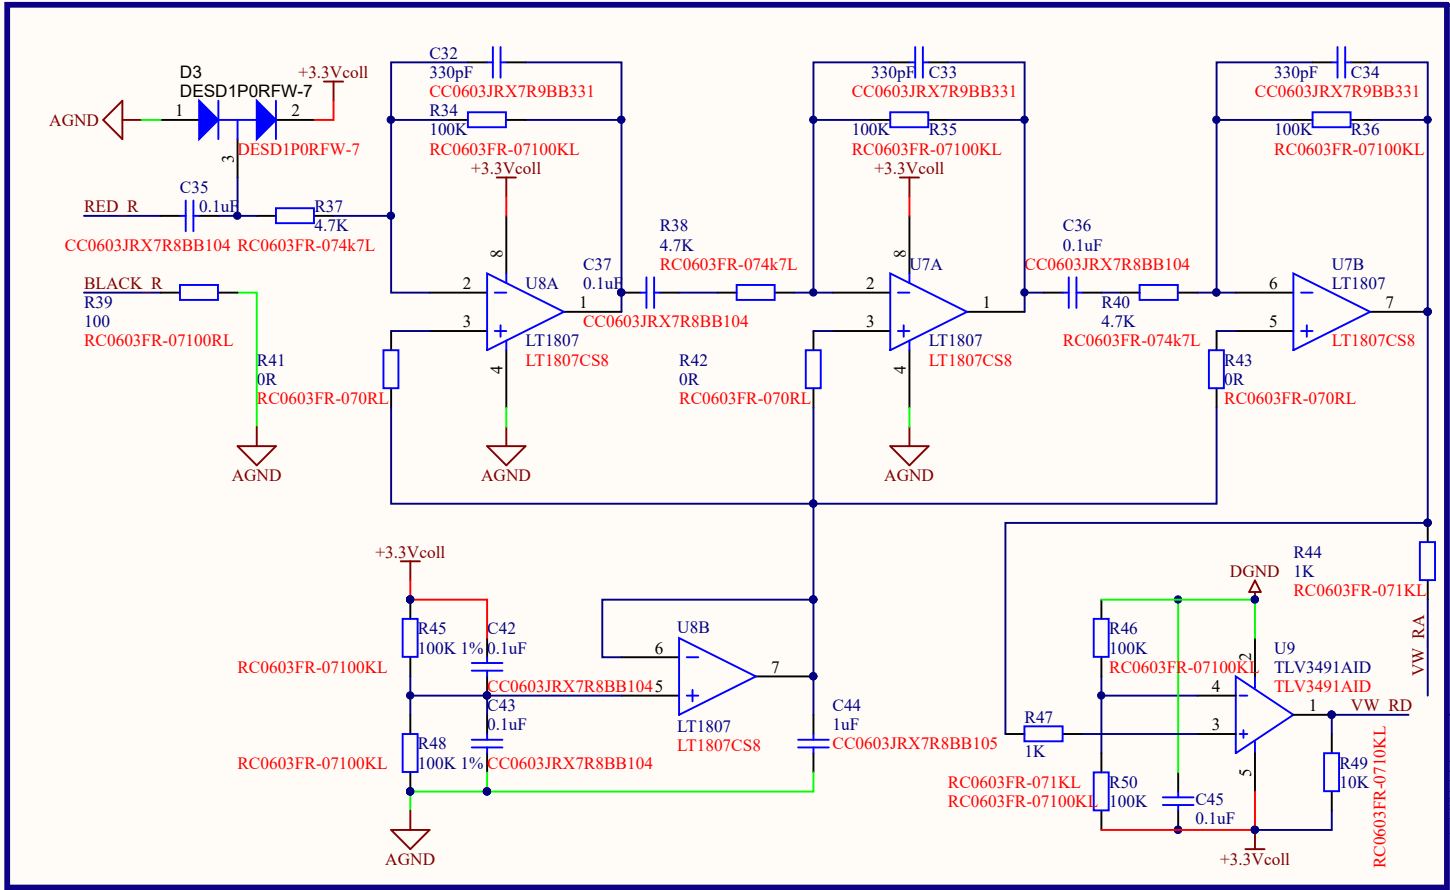 D3
DESD1P0RFW-7
+3.3Vcoll
AGND
1
2
3
DESD1P0RFW-7
C32
330pF
CC0603JRX7R9BB331
R34
100K
RC0603FR-07100KL
+3.3Vcoll
330pF C33
CC0603JRX7R9BB331
100K R35
RC0603FR-07100KL
+3.3Vcoll
330pF C34
CC0603JRX7R9BB331
100K R36
RC0603FR-07100KL
RED_R
C35
0.1uF
CC0603JRX7R8BB104
R37
4.7K
RC0603FR-074k7L
BLACK_R
R39
100
RC0603FR-07100RL
AGND
R41
0R
RC0603FR-070RL
8
2
3
1
4
U8A
LT1807
LT1807CS8
AGND
C37
0.1uF
CC0603JRX7R8BB104
R38
4.7K
RC0603FR-074k7L
R42
0R
RC0603FR-070RL
8
2
3
1
4
U7A
LT1807
LT1807CS8
AGND
C36
0.1uF
CC0603JRX7R8BB104
R40
4.7K
RC0603FR-074k7L
6
5
7
U7B
LT1807
LT1807CS8
R43
0R
RC0603FR-070RL
+3.3Vcoll
R45
100K 1%
RC0603FR-07100KL
C42
0.1uF
CC0603JRX7R8BB104
C43
0.1uF
CC0603JRX7R8BB104
R48
100K 1%
RC0603FR-07100KL
AGND
6
5
7
U8B
LT1807
LT1807CS8
C44
1uF
CC0603JRX7R8BB105
DGND
R44
1K
RC0603FR-071KL
VW_RA
R46
100K
RC0603FR-07100KL
2
4
3
1
5
U9
TLV3491AID
TLV3491AID
VW_RD
R47
1K
RC0603FR-071KL
RC0603FR-07100KL
R50
100K
C45
0.1uF
R49
10K
RC0603FR-0710KL
+3.3Vcoll